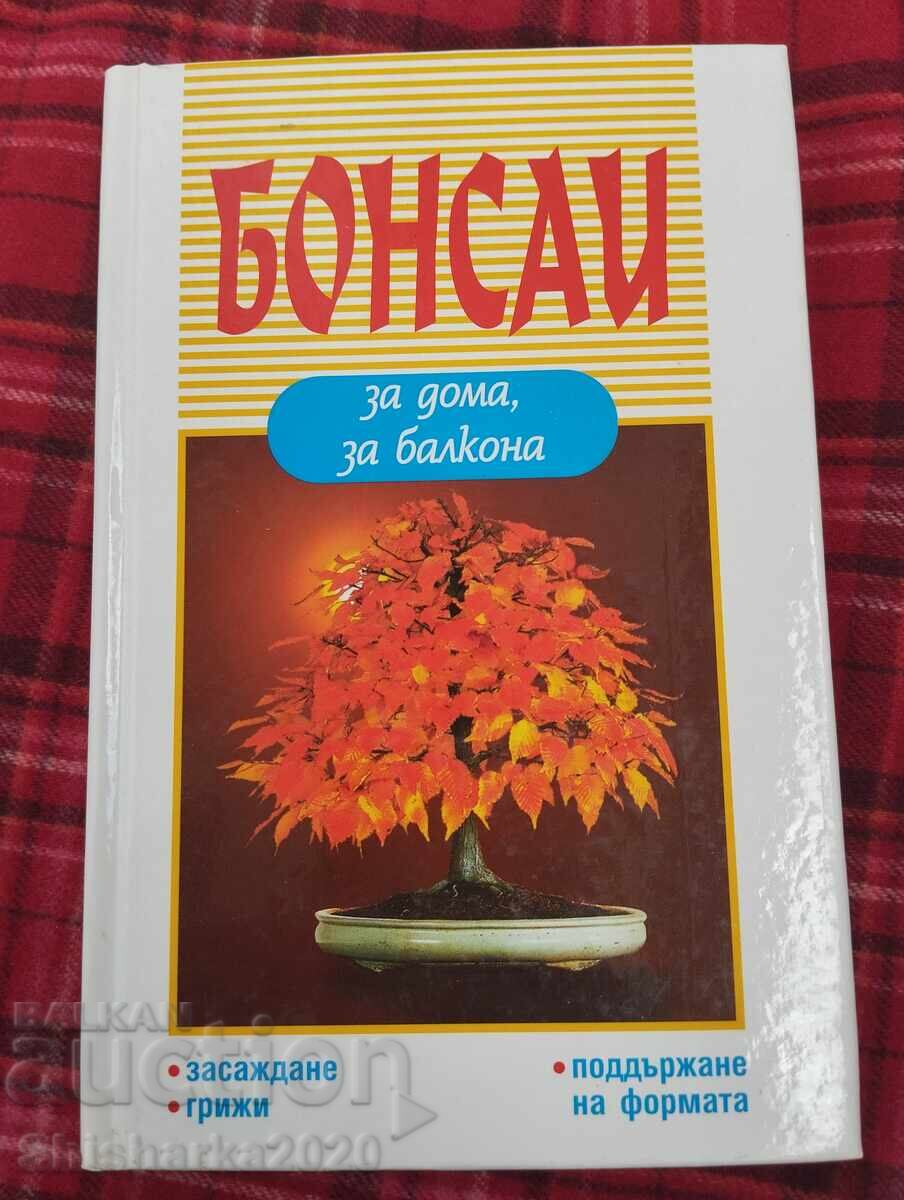 БОНСАИ
за дома,
за балкона
• засаждане
• грижи
• поддържане
на формата
BALKAN
auction
Shisharka2020